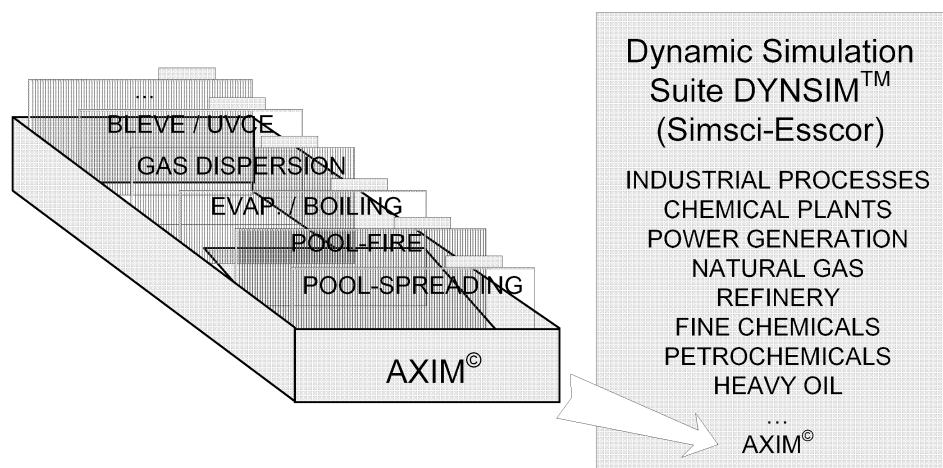 ...
BLEVE / UVCE
GAS DISPERSION
EVAP. / BOILING
POOL-FIRE
POOL-SPREADING
AXIM©
Dynamic Simulation
Suite DYNSIM™
(Simsci-Esscor)
INDUSTRIAL PROCESSES
CHEMICAL PLANTS
POWER GENERATION
NATURAL GAS
REFINERY
FINE CHEMICALS
PETROCHEMICALS
HEAVY OIL
...
AXIM©